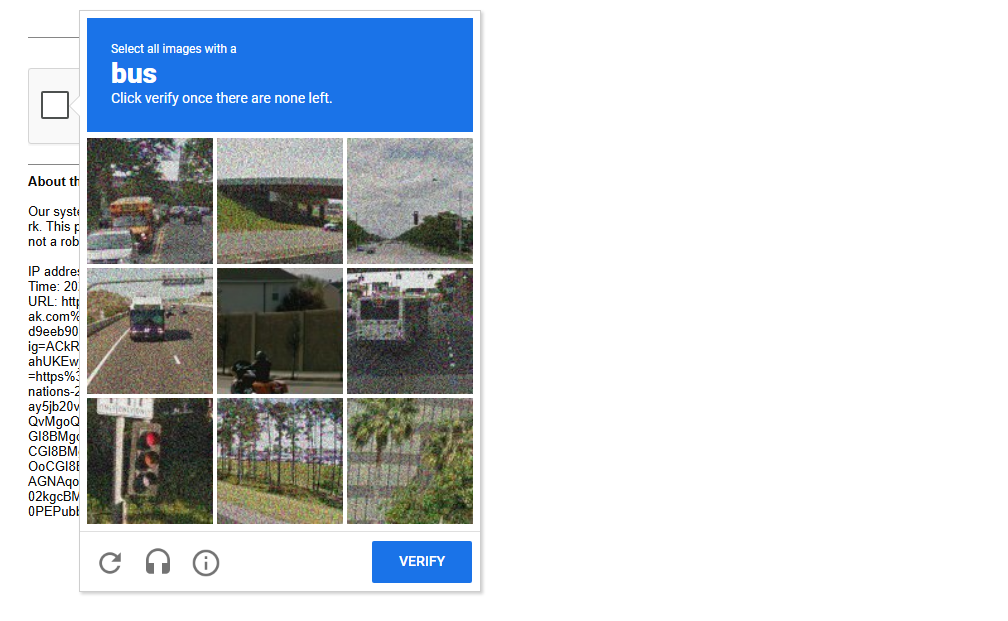 Select all images with a
bus
Click verify once there are none left.
About th
Our syste
rk. This p
not a rob
IP addres
Time: 20
URL: http
ak.com%
d9eeb90
ig=ACkR
ahUKEw
=https%3
nations-2
ay5jb20v
QvMgoQ
GI8BMgc
CGI8BM
OoCGI8B
AGNAqo
02kgcBM
0PEPubl
VERIFY